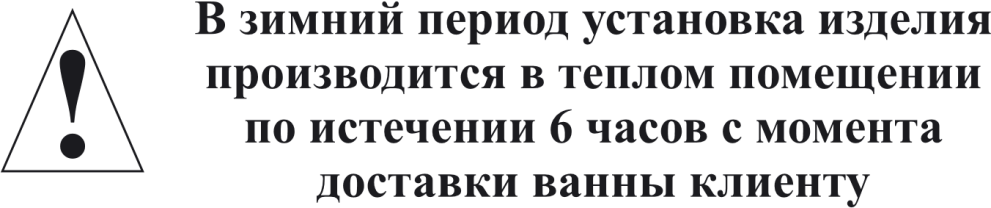 В зимний период установка изделия
производится в теплом помещении
по истечении 6 часов с момента
доставки ванны клиенту